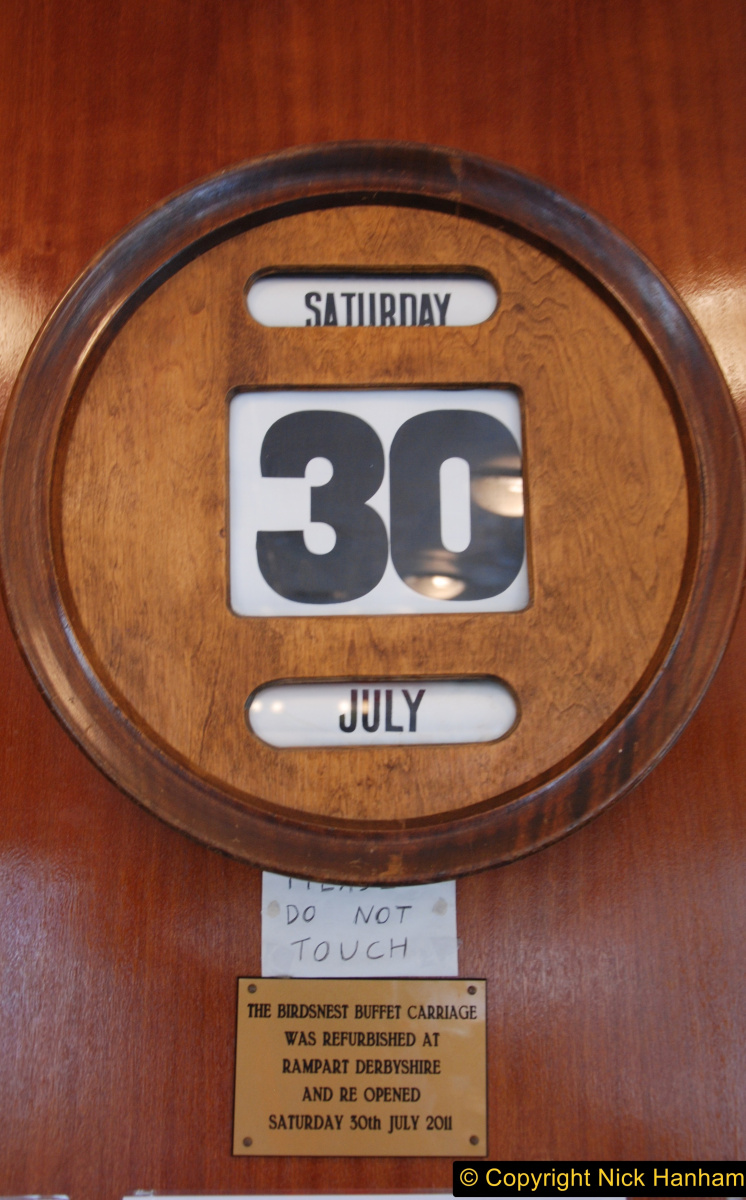 SATURDAY
30
JULY
PLEASE
DO NOT
TOUCH
THE BIRDSNEST BUFFET CARRIAGE
WAS REFURBISHED AT
RAMPART DERBYSHIRE
AND RE OPENED
SATURDAY 30th JULY 2011
© Copyright Nick Hanham